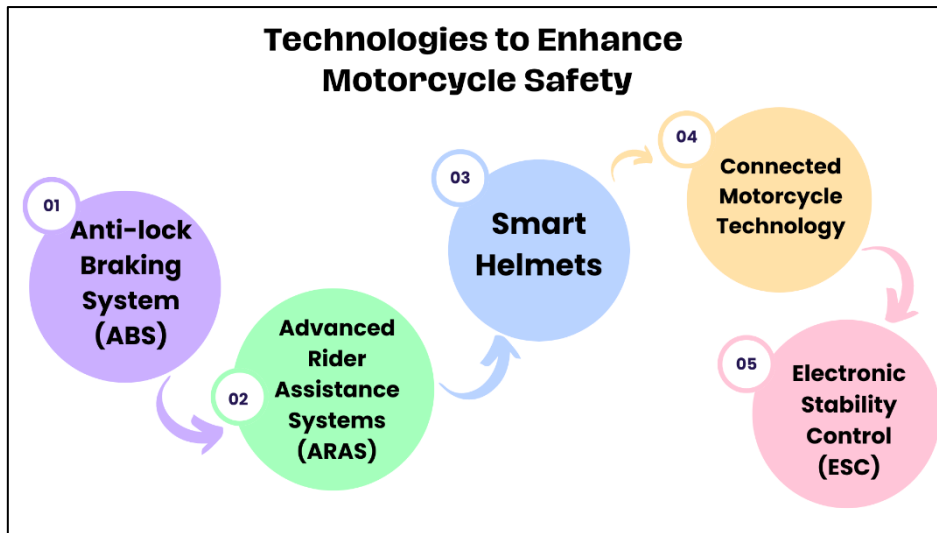 Technologies to Enhance
Motorcycle Safety
01
Anti-lock
Braking
System
(ABS)
02
Advanced
Rider
Assistance
Systems
(ARAS)
03
Smart
Helmets
04
Connected
Motorcycle
Technology
05
Electronic
Stability
Control
(ESC)